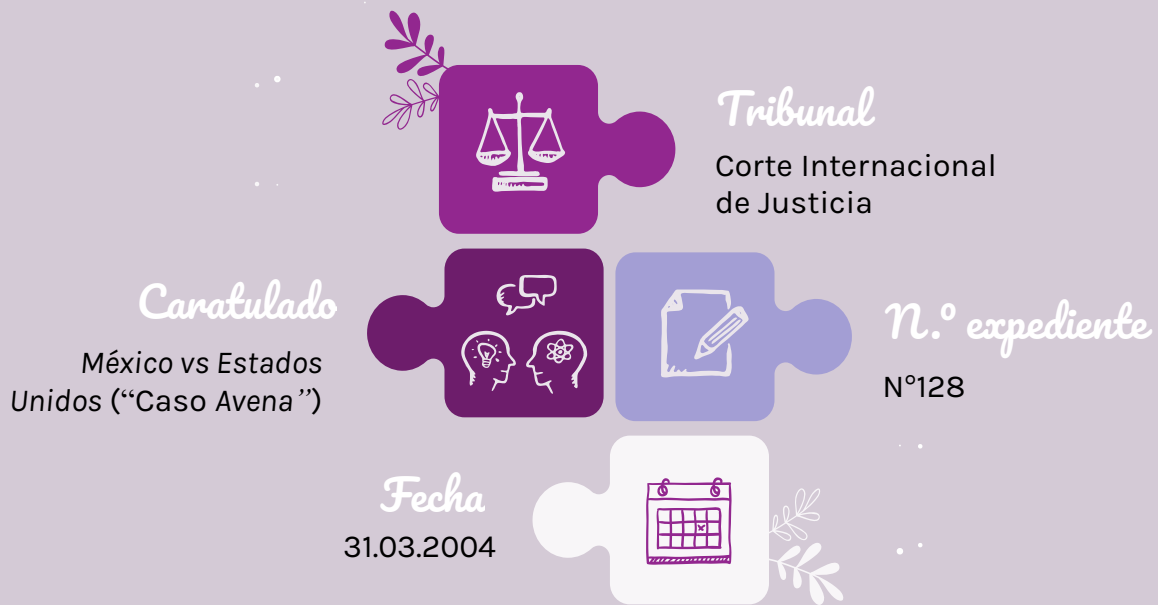 Tribunal
Corte Internacional
de Justicia
Caratulado
México vs Estados
Unidos (“Caso Avena”)
N.º expediente
N°128
Fecha
31.03.2004